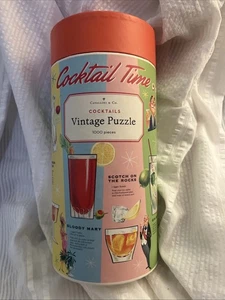 Cocktail Time
CAVALLINI & Co.
COCKTAILS
Vintage Puzzle
1000 pieces
SCOTCH ON
THE ROCKS
BLOODY MARY